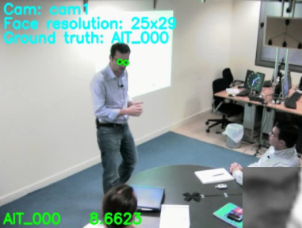 Cam: cam1
Face resolution: 25x29
Ground truth: AIT_000
AIT_000 8.6623